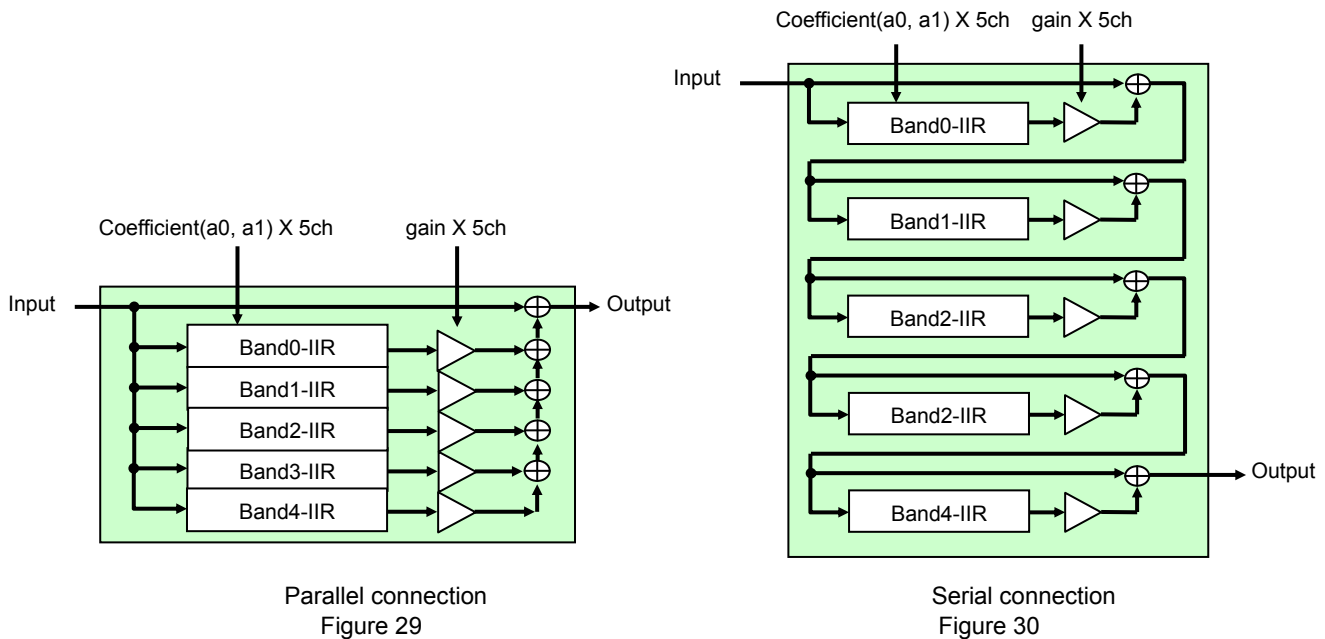 Coefficient(a0, a1) X 5ch
gain X 5ch
Input
Output
Band0-IIR
Band1-IIR
Band2-IIR
Band3-IIR
Band4-IIR
Parallel connection
Figure 29
Coefficient(a0, a1) X 5ch
gain X 5ch
Input
Band0-IIR
Band1-IIR
Band2-IIR
Band2-IIR
Band4-IIR
Output
Serial connection
Figure 30